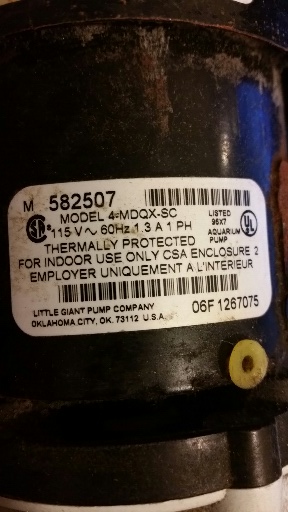 M 582507
MODEL 4-MDQX-SC
115 V ~ 60Hz 1.3 A 1 PH
THERMALLY PROTECTED
LISTED
95X7
AQUARIUM
PUMP
UL
FOR INDOOR USE ONLY CSA ENCLOSURE 2
EMPLOYER UNIQUEMENT A L'INTERIEUR
LITTLE GIANT PUMP COMPANY
OKLAHOMA CITY, OK. 73112 U.S.A.
06F 1267075